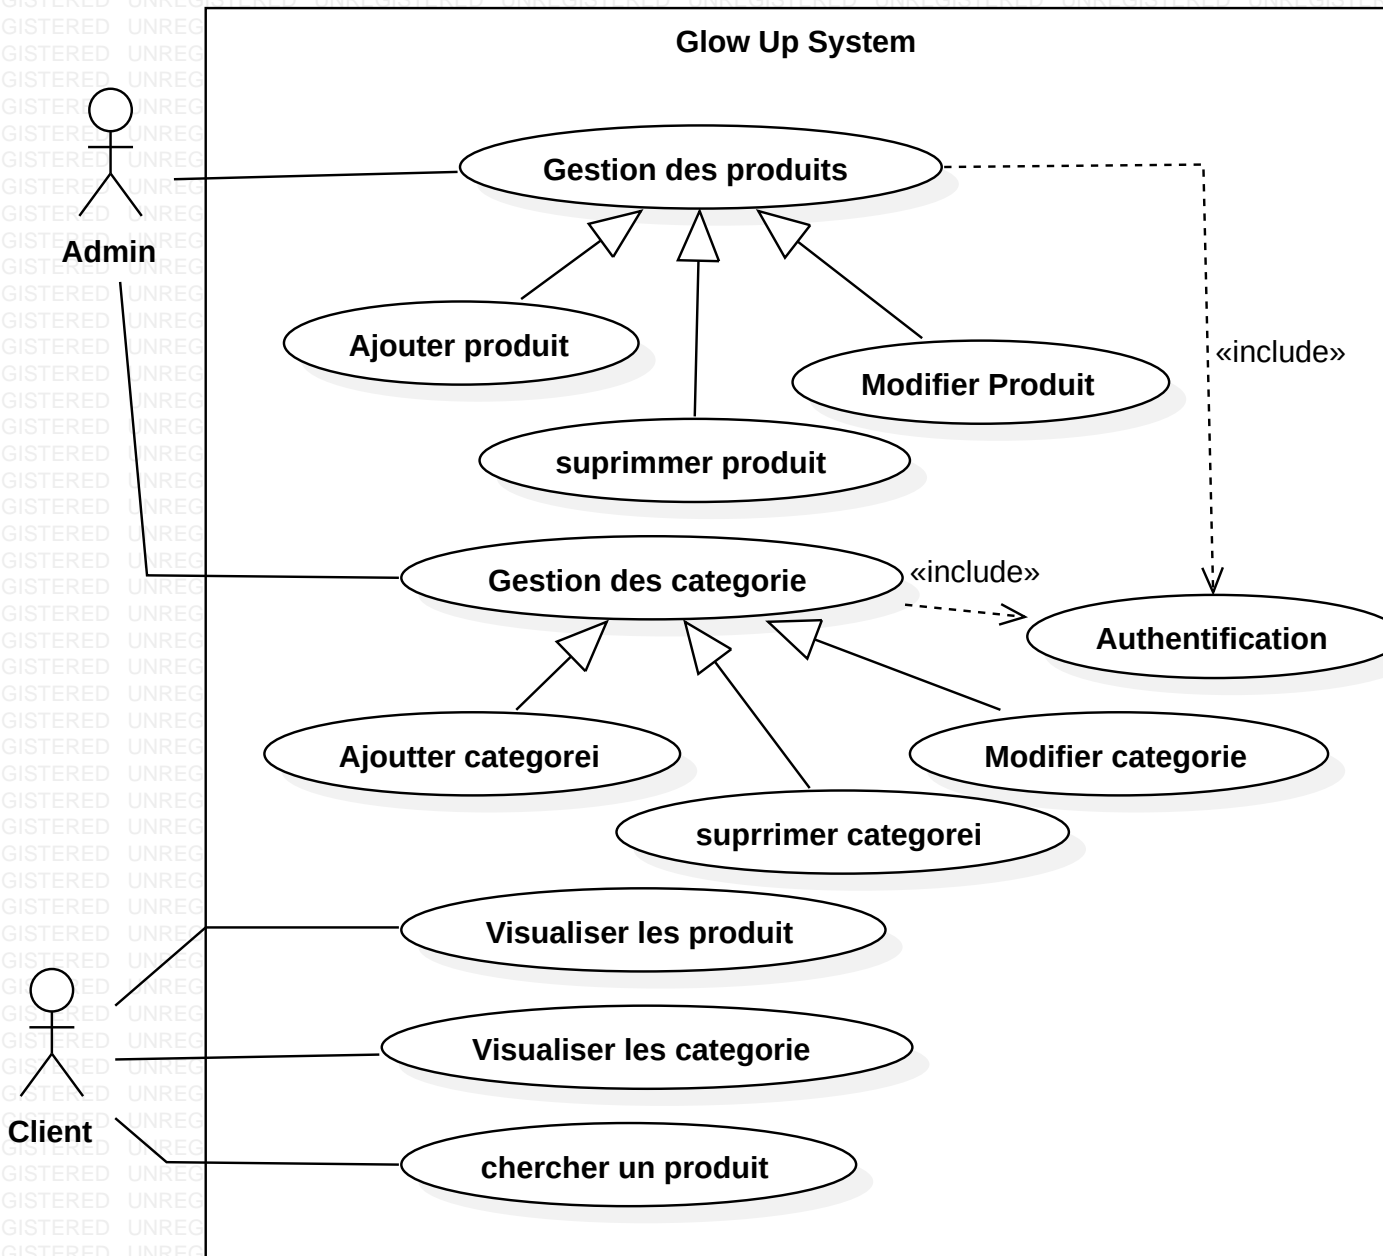 Glow Up System
Gestion des produits
Admin
Ajouter produit
«include»
Modifier Produit
suprimmer produit
«include»
Gestion des categorie
Authentification
Ajoutter categorei
Modifier categorie
suprrimer categorei
Visualiser les produit
Visualiser les categorie
Client
chercher un produit